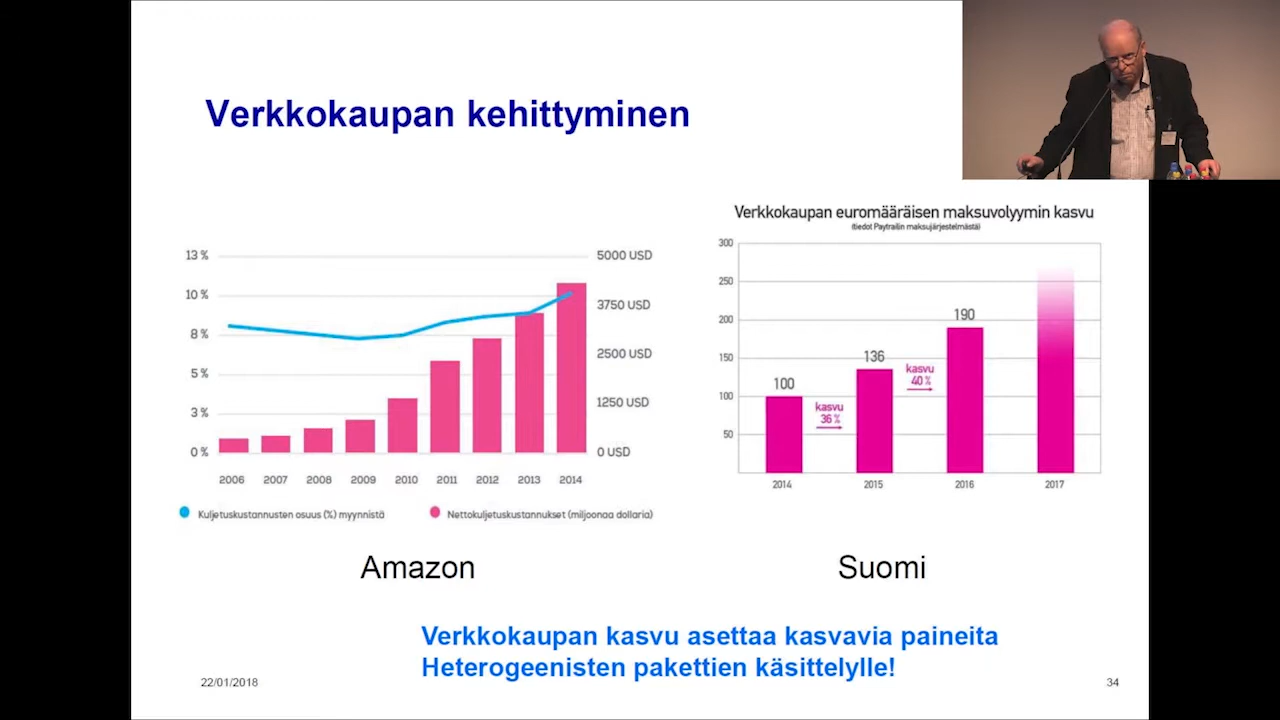 Verkkokaupan kehittyminen
13 %
10 %
8 %
5 %
3 %
0 %
5000 USD
3750 USD
2500 USD
1250 USD
0 USD
2006 2007 2008 2009 2010 2011 2012 2013 2014
Kuljetuskustannusten osuus (%) myynnistä
Nettokuljetuskustannukset (miljoonaa dollaria)
Amazon
Verkkokaupan euromääräisen maksuvolyymin kasvu
(tiedot Paytrailin maksujärjestelmästä)
300
250
200
150
100
50
100
kasvu
36 %
136
kasvu
40 %
190
2014 2015 2016 2017
Suomi
Verkkokaupan kasvu asettaa kasvavia paineita
Heterogeenisten pakettien käsittelylle!
22/01/2018
34